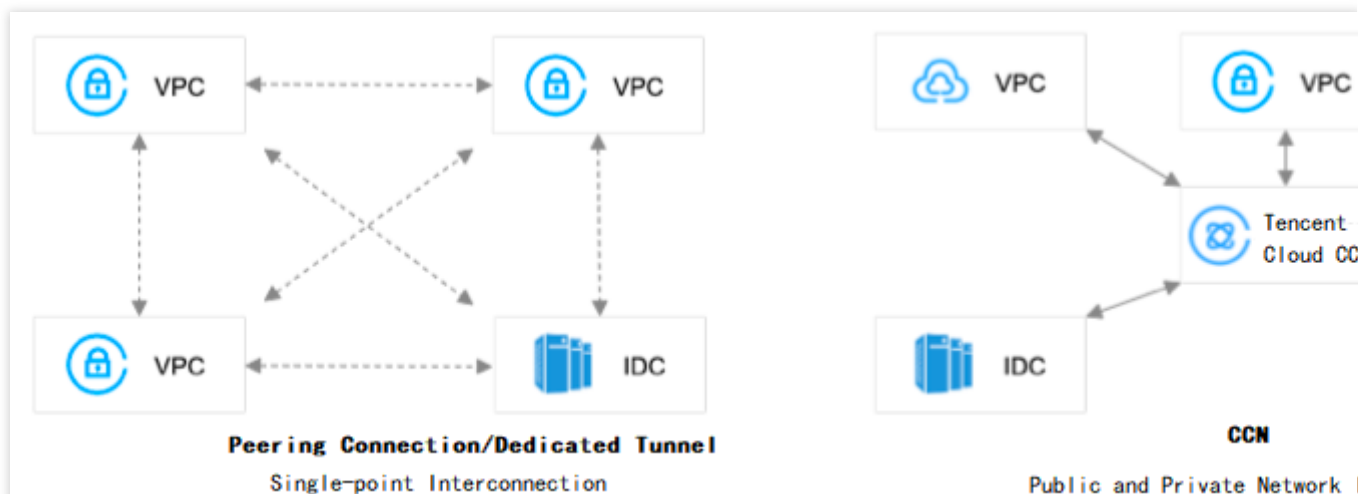 VPC
VPC
VPC
VPC
Tencent
Cloud CC
VPC
IDC
IDC
Peering Connection/Dedicated Tunnel
CCN
Single-point Interconnection
Public and Private Network